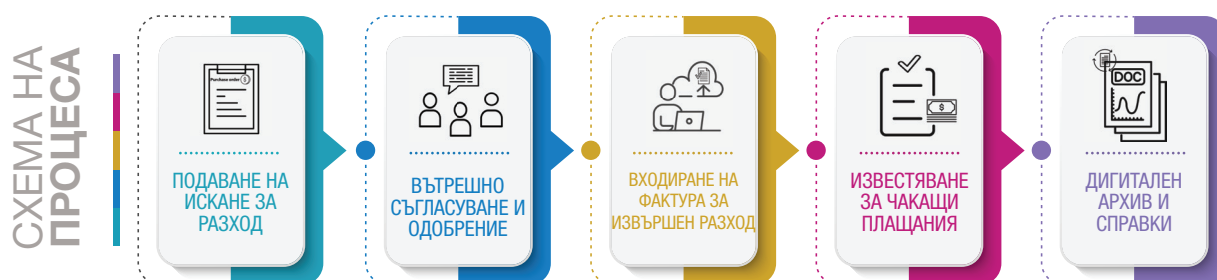 СХЕМА НА
ПРОЦЕСА
Purchase order $
ПОДАВАНЕ НА
ИСКАНЕ ЗА
РАЗХОД
ВЪТРЕШНО
СЪГЛАСУВАНЕ И
ОДОБРЕНИЕ
ВХОДИРАНЕ НА
ФАКТУРА ЗА
ИЗВЪРШЕН РАЗХОД
$
ИЗВЕСТЯВАНЕ
ЗА ЧАКАЩИ
ПЛАЩАНИЯ
DOC
ДИГИТАЛЕН
АРХИВ И
СПРАВКИ